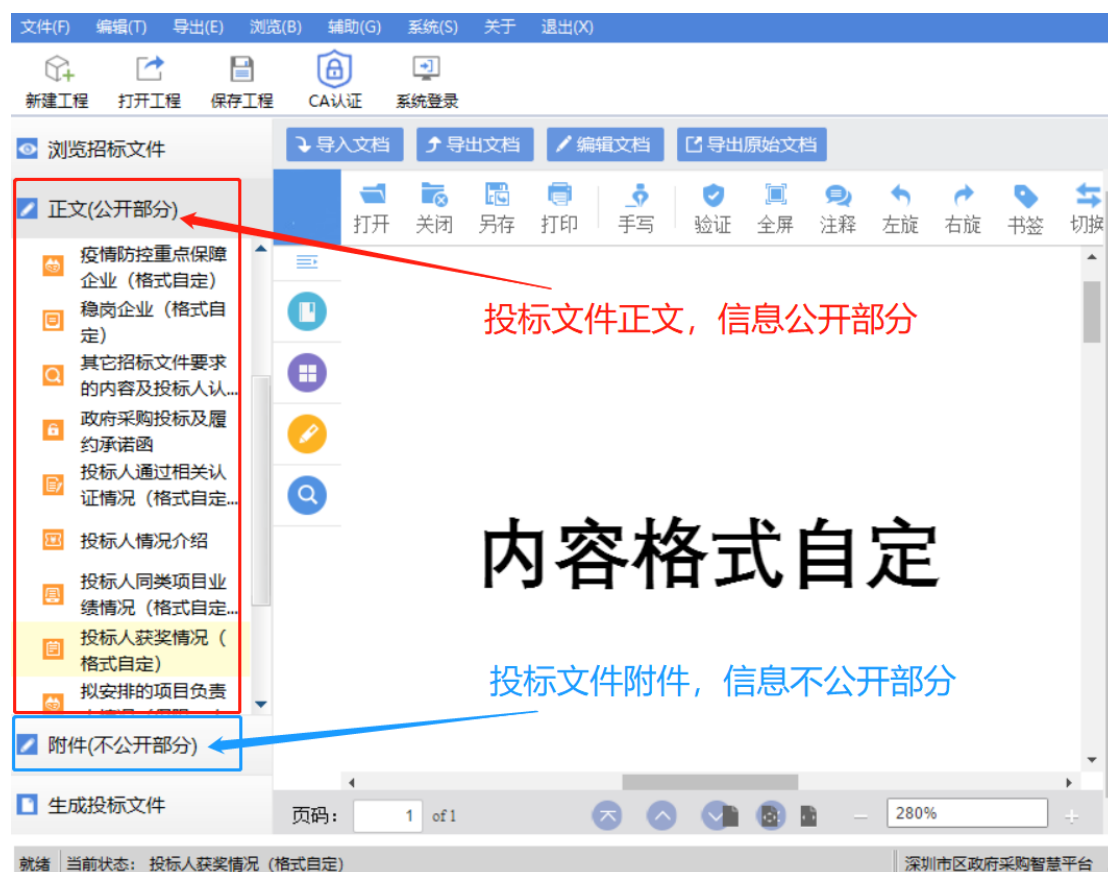 文件(F) 编辑(T) 导出(E) 浏览(B) 辅助(G) 系统(S) 关于 退出(X)
新建工程 打开工程 保存工程 CA认证 系统登录
浏览招标文件
导入文档 导出文档 编辑文档 导出原始文档
正文(公开部分)
打开 关闭 另存 打印 手写 验证 全屏 注释 左旋 右旋 书签 切换
疫情防控重点保障
企业（格式自定）
稳岗企业（格式自
定）
其它招标文件要求
的内容及投标人认...
政府采购投标及履
约承诺函
投标人通过相关认
证情况（格式自定...
投标人情况介绍
投标人同类项目业
绩情况（格式自定...
投标人获奖情况（
格式自定）
拟安排的项目负责
投标文件正文，信息公开部分
内容格式自定
投标文件附件，信息不公开部分
附件(不公开部分)
生成投标文件
页码： 1 of 1 280%
就绪 当前状态： 投标人获奖情况（格式自定） 深圳市区政府采购智慧平台